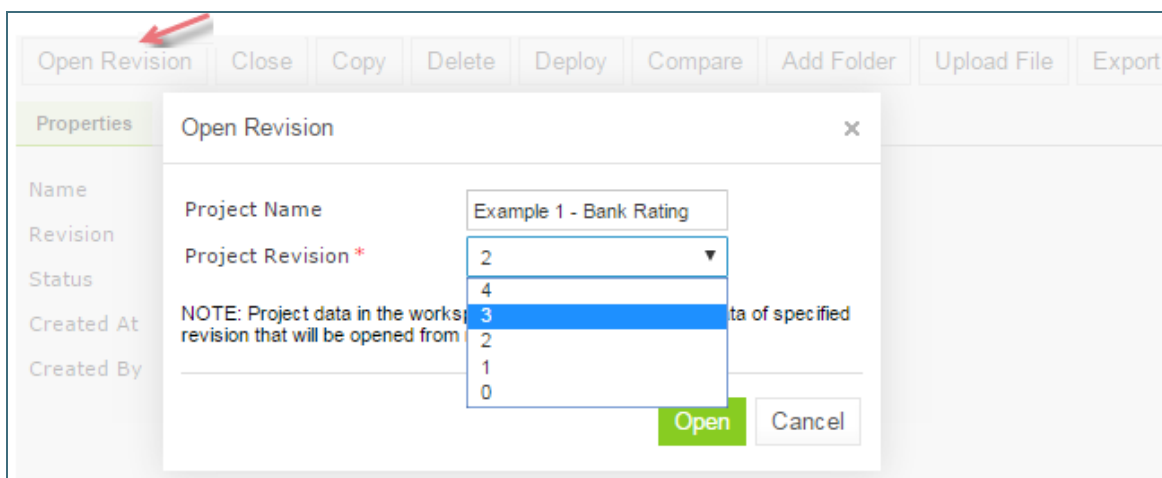 Open Revision Close Copy Delete Deploy Compare Add Folder Upload File Export
Properties
Open Revision ×
Name
Project Name Example 1 - Bank Rating
Revision
Project Revision * 2
Status
4
NOTE: Project data in the 3 of specified
Created At
revision that will be opened from 2
Created By
1
0
Open Cancel